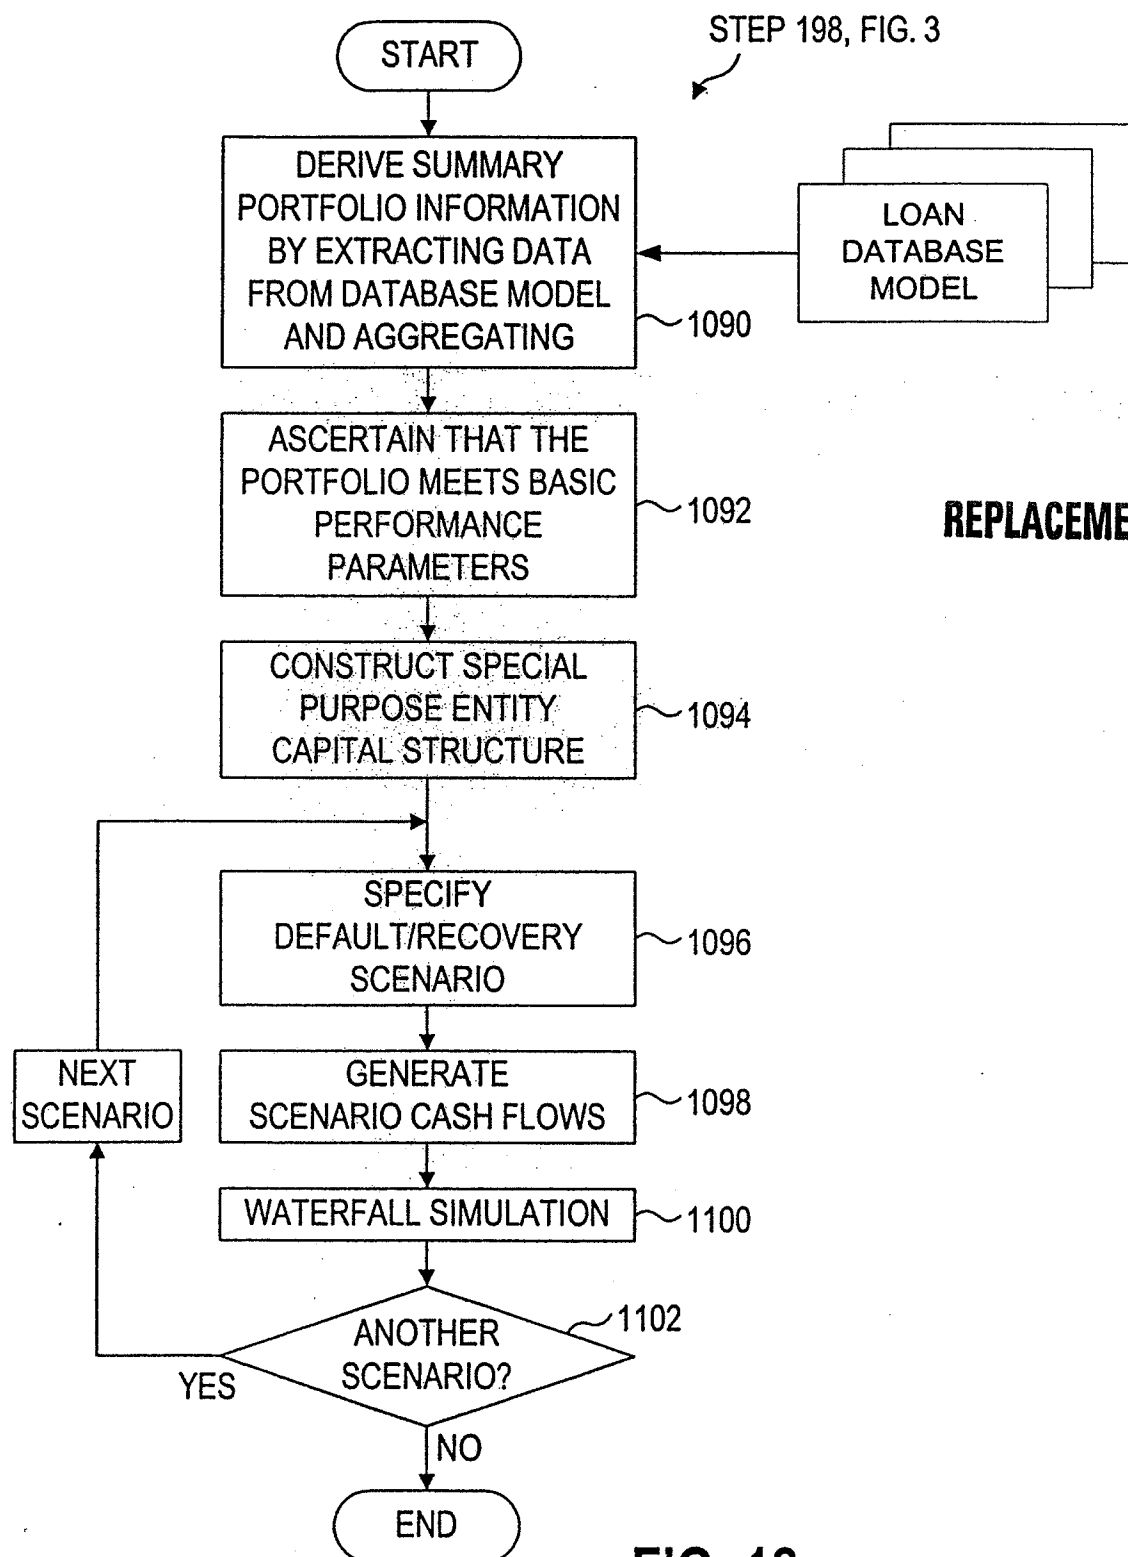 STEP 198, FIG. 3
START
DERIVE SUMMARY
PORTFOLIO INFORMATION
BY EXTRACTING DATA
FROM DATABASE MODEL
AND AGGREGATING
1090
LOAN
DATABASE
MODEL
ASCERTAIN THAT THE
PORTFOLIO MEETS BASIC
PERFORMANCE
PARAMETERS
1092
REPLACEME
CONSTRUCT SPECIAL
PURPOSE ENTITY
CAPITAL STRUCTURE
1094
SPECIFY
DEFAULT/RECOVERY
SCENARIO
1096
NEXT
SCENARIO
GENERATE
SCENARIO CASH FLOWS
1098
WATERFALL SIMULATION
1100
ANOTHER
SCENARIO?
1102
YES
NO
END